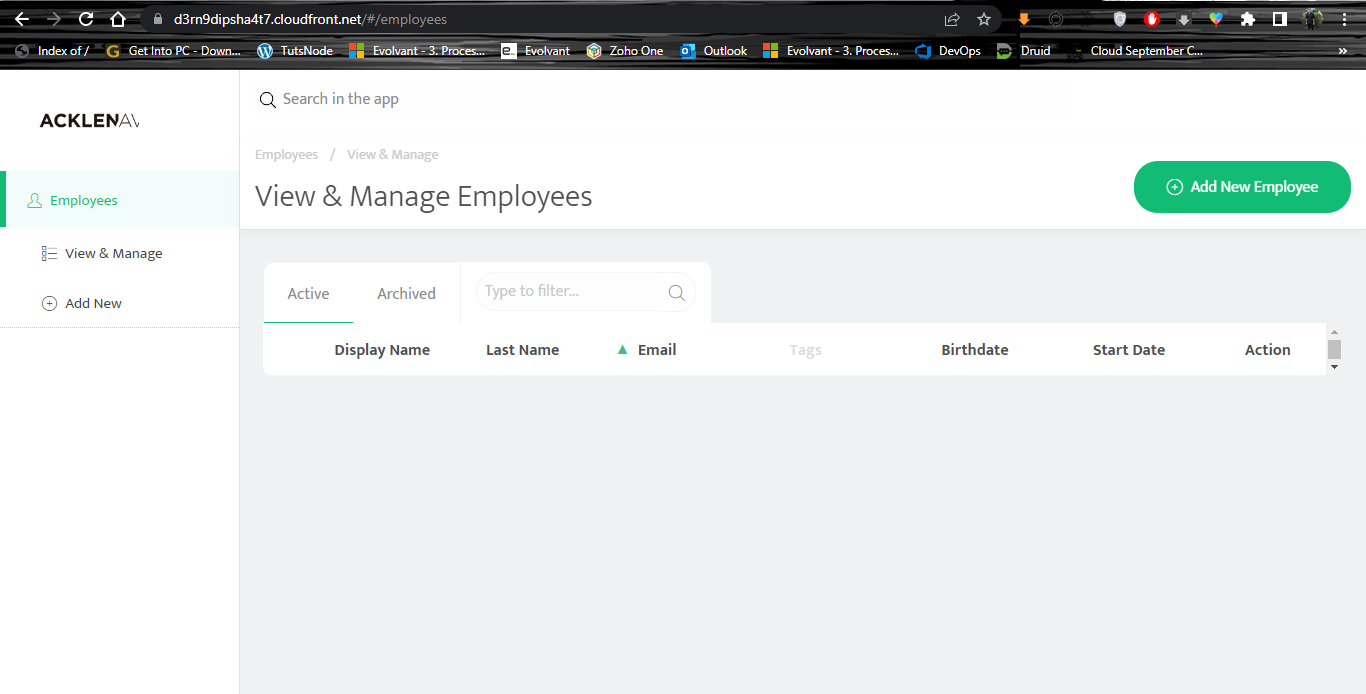 d3rn9dipsha4t7.cloudfront.net/#/employees
Index of / Get Into PC - Down... TutsNode Evolvant - 3. Proces... Evolvant Zoho One Outlook Evolvant - 3. Proces... DevOps Druid Cloud September C... »
Search in the app
ACKLENAV
Employees / View & Manage
View & Manage Employees
Add New Employee
Employees
View & Manage
Add New
Active Archived Type to filter...
Display Name Last Name Email Tags Birthdate Start Date Action